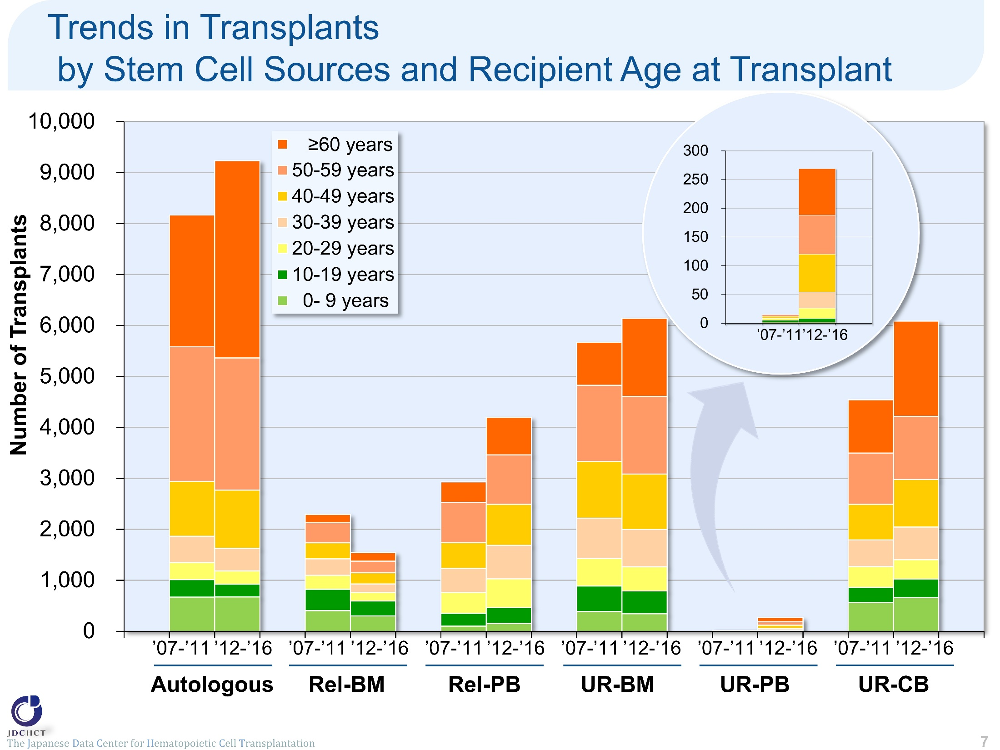 Trends in Transplants
by Stem Cell Sources and Recipient Age at Transplant
Number of Transplants
10,000
9,000
8,000
7,000
6,000
5,000
4,000
3,000
2,000
1,000
0
≥60 years
50-59 years
40-49 years
30-39 years
20-29 years
10-19 years
0- 9 years
300
250
200
150
100
50
0
’07-’11 ’12-’16
’07-’11 ’12-’16 ’07-’11 ’12-’16 ’07-’11 ’12-’16 ’07-’11 ’12-’16 ’07-’11 ’12-’16 ’07-’11 ’12-’16
Autologous Rel-BM Rel-PB UR-BM UR-PB UR-CB
JDCHCT
The Japanese Data Center for Hematopoietic Cell Transplantation
7